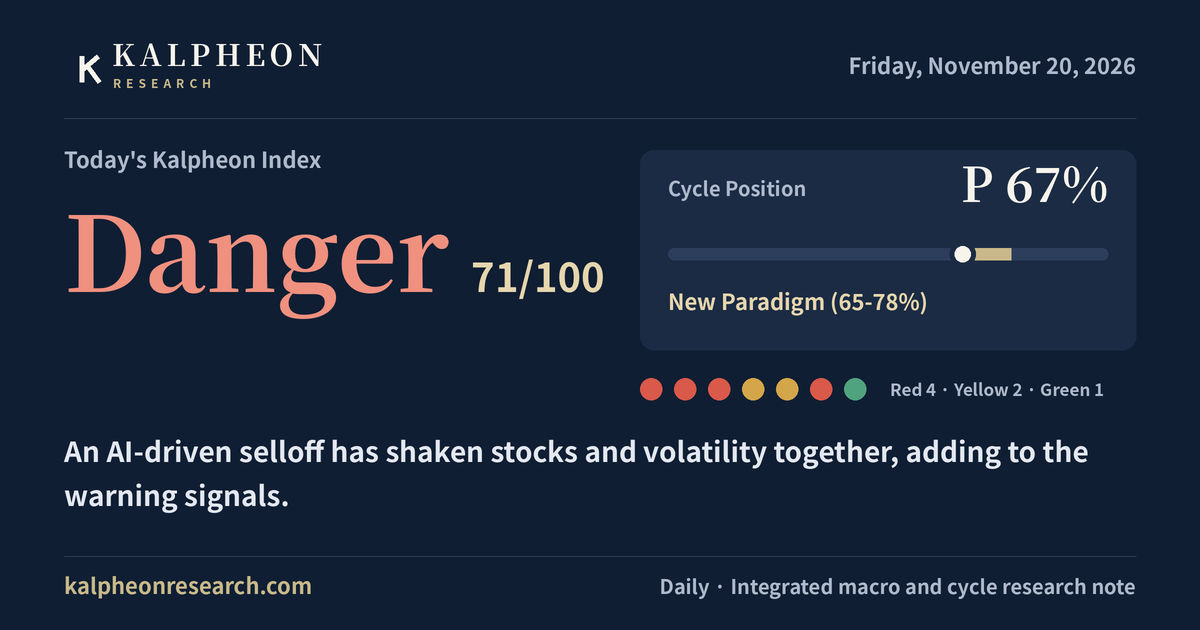 KALPHEON
RESEARCH
Friday, November 20, 2026
Today's Kalpheon Index
Danger 71/100
Cycle Position
P 67%
New Paradigm (65-78%)
Red 4 · Yellow 2 · Green 1
An AI-driven selloff has shaken stocks and volatility together, adding to the
warning signals.
kalpheonresearch.com
Daily · Integrated macro and cycle research note